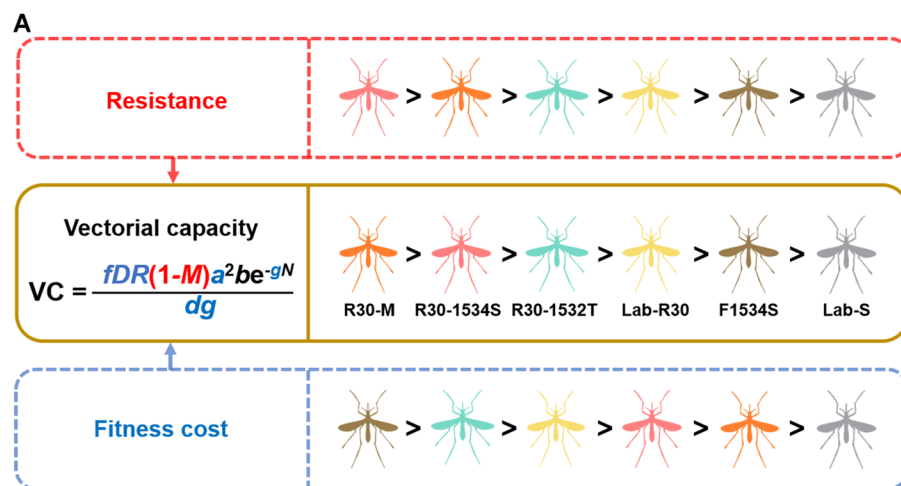 A
Resistance > > > > >
Vectorial capacity
VC = fDR(1-M)a²be⁻ᵍᴺ / dg
> > > > >
R30-M R30-1534S R30-1532T Lab-R30 F1534S Lab-S
Fitness cost > > > > >